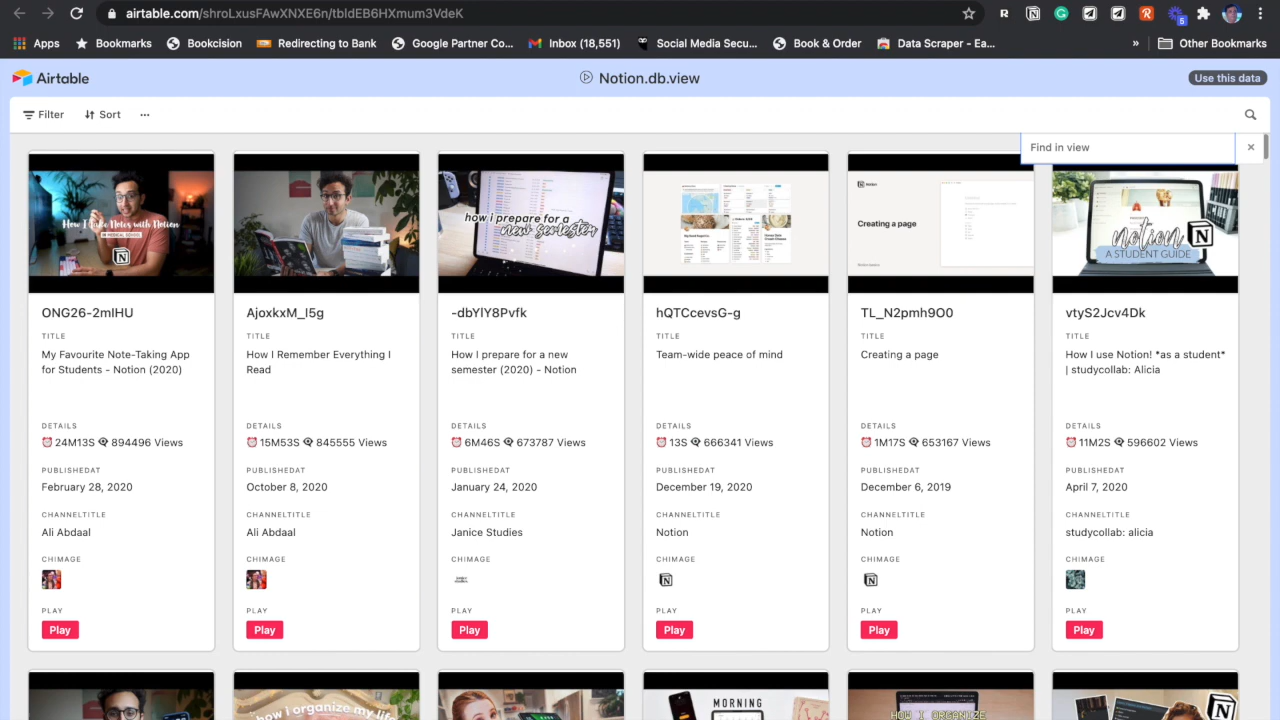 airtable.com/shroLxusFAwXNXE6n/tbldEB6HXmum3VdeK
Apps
Bookmarks
Bookcision
Redirecting to Bank
Google Partner Co...
Inbox (18,551)
Social Media Secu...
Book & Order
Data Scraper - Ea...
»
Other Bookmarks
Airtable
Notion.db.view
Use this data
Filter
Sort
...
Find in view
How I Take Notes with Notion
how i prepare for a
new semester
Notion
Creating a page
notion
A STUDENT GUIDE
ONG26-2mlHU
TITLE
My Favourite Note-Taking App
for Students - Notion (2020)
DETAILS
24M13S 894496 Views
PUBLISHEDAT
February 28, 2020
CHANNELTITLE
Ali Abdaal
CHIMAGE
PLAY
Play
AjoxkxM_I5g
TITLE
How I Remember Everything I
Read
DETAILS
15M53S 845555 Views
PUBLISHEDAT
October 8, 2020
CHANNELTITLE
Ali Abdaal
CHIMAGE
PLAY
Play
-dbYlY8Pvfk
TITLE
How I prepare for a new
semester (2020) - Notion
DETAILS
6M46S 673787 Views
PUBLISHEDAT
January 24, 2020
CHANNELTITLE
Janice Studies
CHIMAGE
PLAY
Play
hQTCcevsG-g
TITLE
Team-wide peace of mind
DETAILS
13S 666341 Views
PUBLISHEDAT
December 19, 2020
CHANNELTITLE
Notion
CHIMAGE
PLAY
Play
TL_N2pmh9O0
TITLE
Creating a page
DETAILS
1M17S 653167 Views
PUBLISHEDAT
December 6, 2019
CHANNELTITLE
Notion
CHIMAGE
PLAY
Play
vtyS2Jcv4Dk
TITLE
How I use Notion! *as a student*
| studycollab: Alicia
DETAILS
11M2S 596602 Views
PUBLISHEDAT
April 7, 2020
CHANNELTITLE
studycollab: alicia
CHIMAGE
PLAY
Play
how i organize my life
MORNING
HOW I ORGANIZE